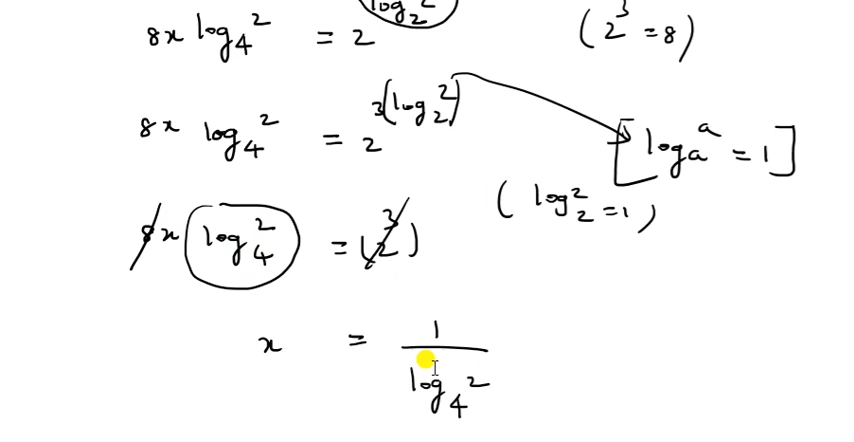 8x log₄² = 2^(log₂²) (2³ = 8)
8x log₄² = 2^3(log₂²) [logₐᵃ = 1]
(log₂² = 1)
8x log₄² = (2³)
x = 1/log₄²